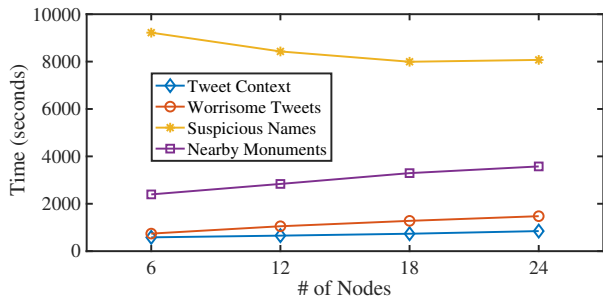 10000
8000
6000
4000
2000
0
Time (seconds)
Tweet Context
Worrisome Tweets
Suspicious Names
Nearby Monuments
6 12 18 24
# of Nodes